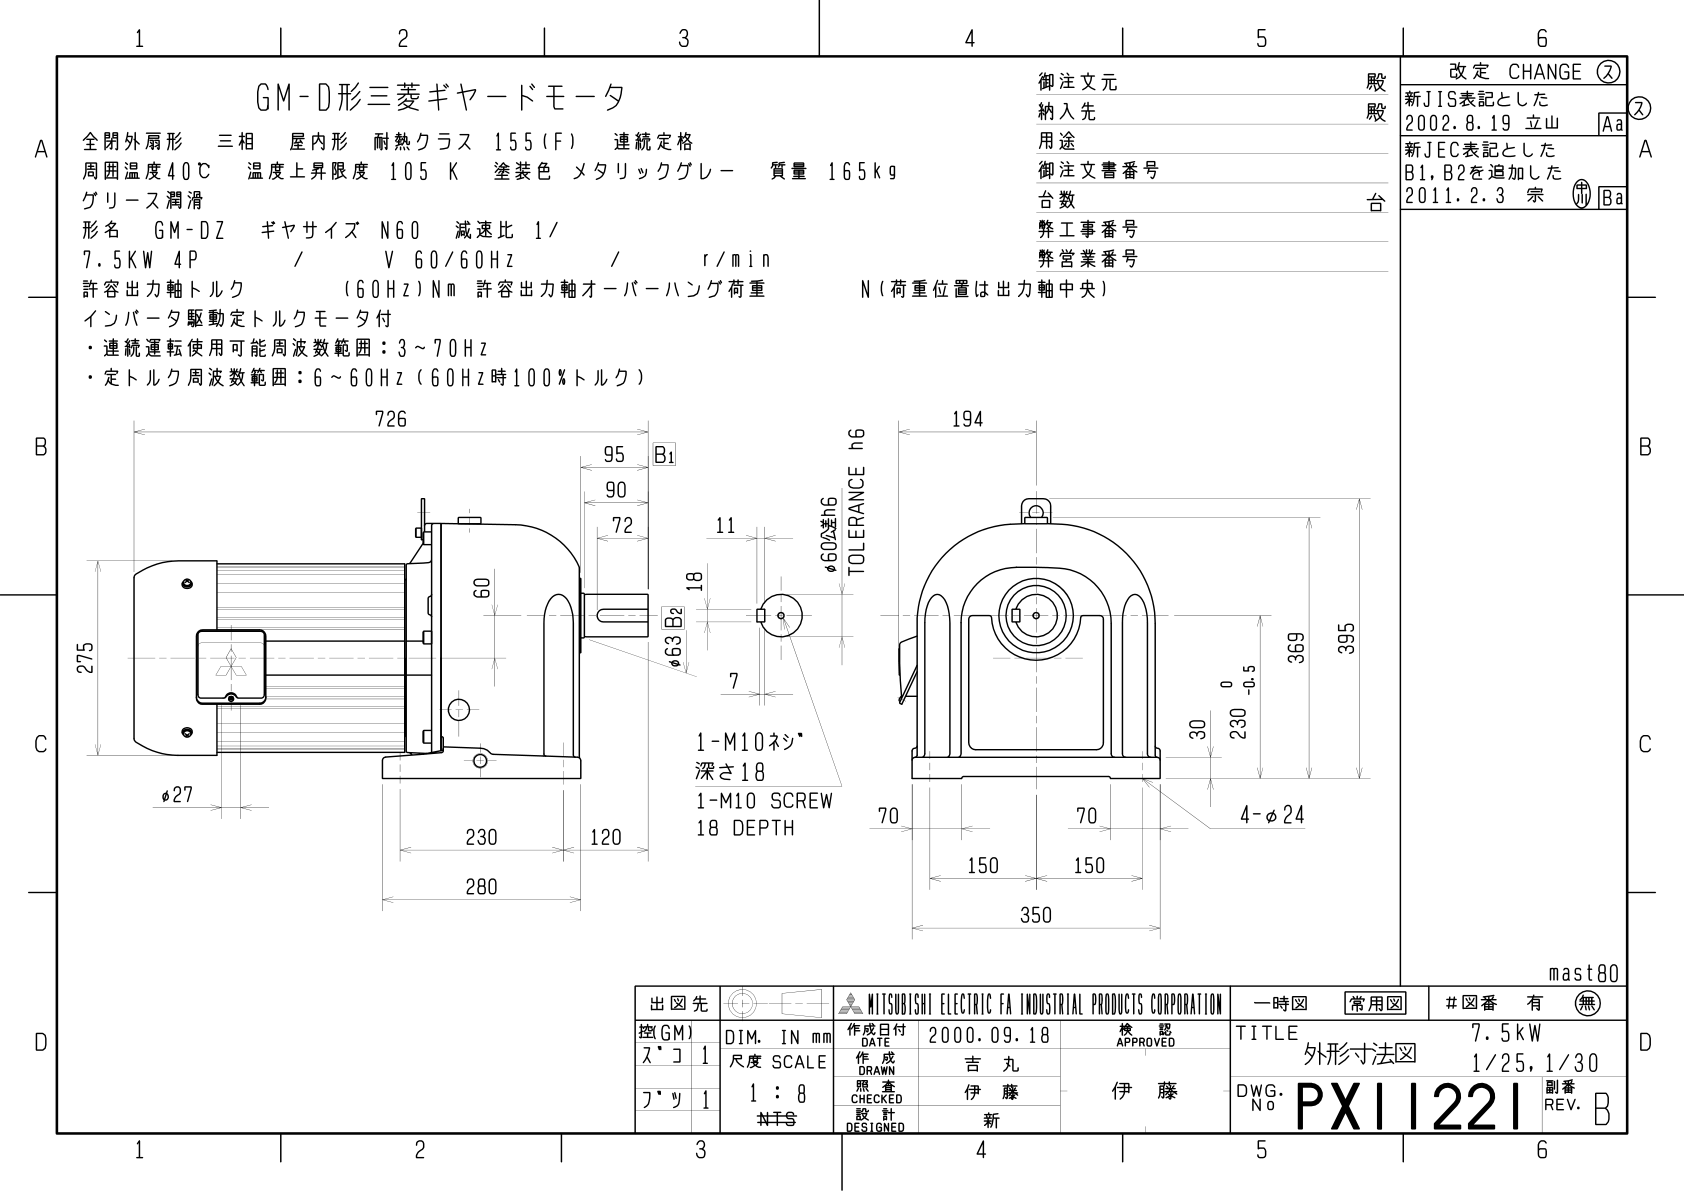 1 2 3 4 5 6
GM-D形三菱ギヤードモータ
全閉外扇形 三相 屋内形 耐熱クラス 155(F) 連続定格
周囲温度40℃ 温度上昇限度 105 K 塗装色 メタリックグレー 質量 165kg
グリース潤滑
形名 GM-DZ ギヤサイズ N60 減速比 1/
7.5KW 4P / V 60/60Hz / r/min
許容出力軸トルク (60Hz)Nm 許容出力軸オーバーハング荷重 N(荷重位置は出力軸中央)
インバータ駆動定トルクモータ付
・連続運転使用可能周波数範囲：3~70Hz
・定トルク周波数範囲：6~60Hz(60Hz時100%トルク)
御注文元 殿
納入先 殿
用途
御注文書番号
台数 台
弊工事番号
弊営業番号
改定 CHANGE ス
新JIS表記とした
2002.8.19 立山 Aa
ス
新JEC表記とした
B1,B2を追加した
2011.2.3 宗 中川 Ba
A A
B B
C C
D D
726
95 B1
90
72
60
275
φ63 B2
φ27
230 120
280
11
18
7
φ60公差h6
TOLERANCE h6
1-M10ネジ
深さ18
1-M10 SCREW
18 DEPTH
194
395
369
230 0 -0.5
30
70 70
4-φ24
150 150
350
mast80
出図先
控(GM)
ズコ 1
ブツ 1
DIM. IN mm
尺度 SCALE
1 : 8
NTS
MITSUBISHI ELECTRIC FA INDUSTRIAL PRODUCTS CORPORATION
作成日付 DATE 2000.09.18
作成 DRAWN 吉丸
照査 CHECKED 伊藤
設計 DESIGNED 新
検認 APPROVED
伊藤
一時図 常用図 #図番 有 無
TITLE 7.5kW
外形寸法図 1/25,1/30
DWG. No PX11221 副番 REV. B
1 2 3 4 5 6